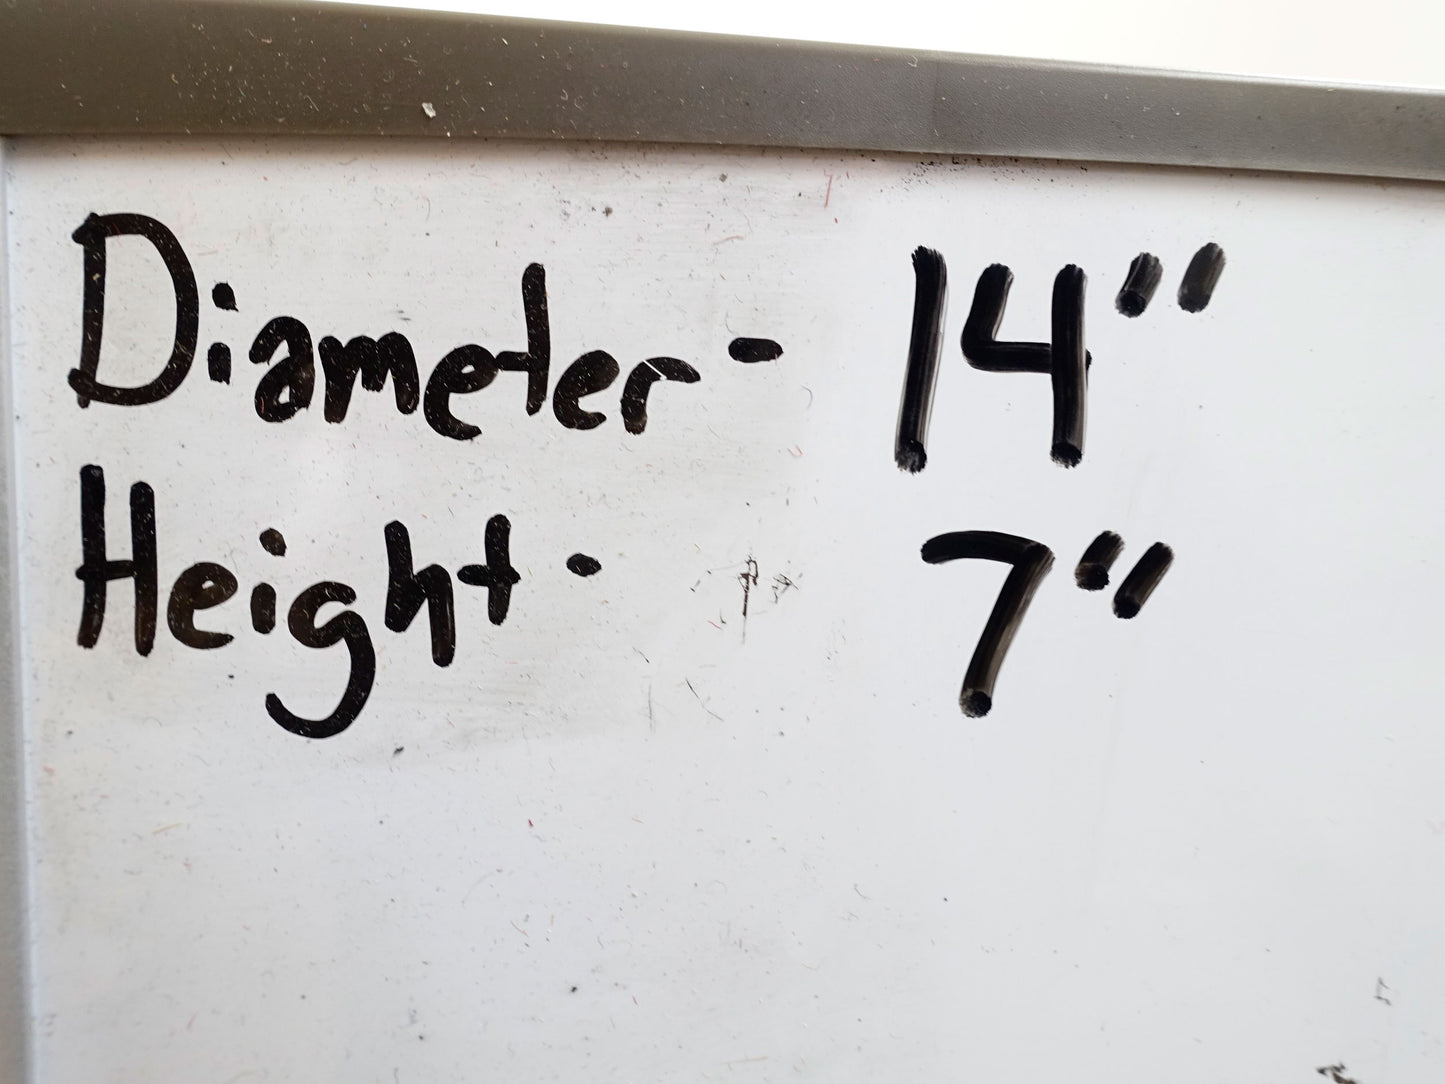 Diameter - 14"
Height - 7"